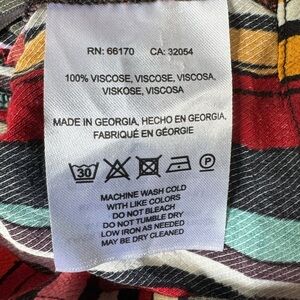 RN: 66170 CA: 32054
100% VISCOSE, VISCOSE, VISCOSA,
VISKOSE, VISCOSA
MADE IN GEORGIA, HECHO EN GEORGIA,
FABRIQUÉ EN GÉORGIE
30 P
MACHINE WASH COLD
WITH LIKE COLORS
DO NOT BLEACH
DO NOT TUMBLE DRY
LOW IRON AS NEEDED
MAY BE DRY CLEANED